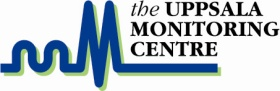 the UPPSALA
MONITORING
CENTRE